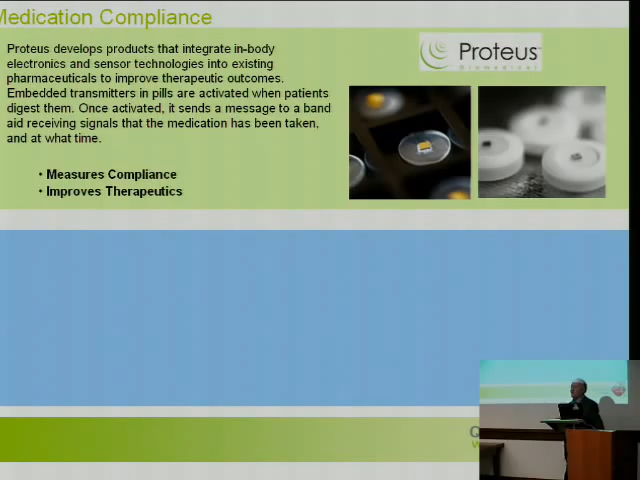 Medication Compliance
Proteus develops products that integrate in-body
electronics and sensor technologies into existing
pharmaceuticals to improve therapeutic outcomes.
Embedded transmitters in pills are activated when patients
digest them. Once activated, it sends a message to a band
aid receiving signals that the medication has been taken,
and at what time.
• Measures Compliance
• Improves Therapeutics
Proteus
Biomedical